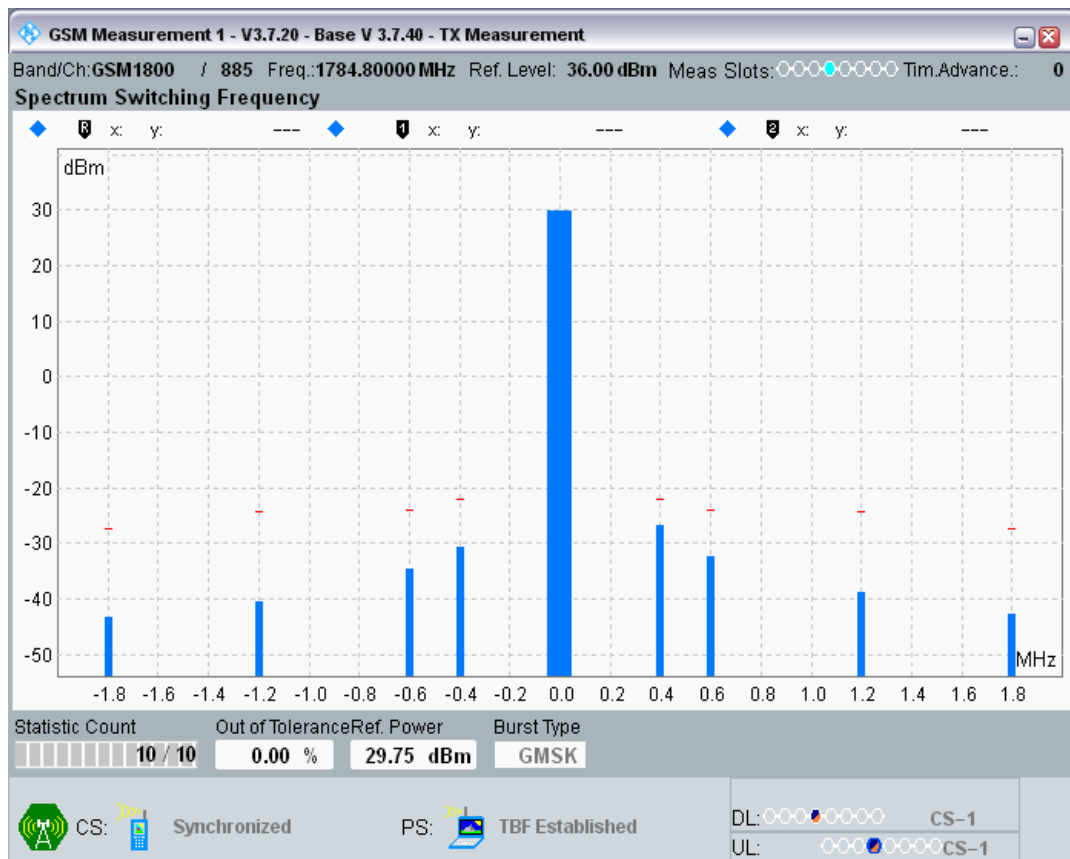 GSM Measurement 1 - V3.7.20 - Base V 3.7.40 - TX Measurement
Band/Ch:GSM1800 / 885 Freq.:1784.80000 MHz Ref. Level: 36.00 dBm Meas Slots: Tim.Advance.: 0
Spectrum Switching Frequency
R x: y: --- 1 x: y: --- 2 x: y: ---
dBm
30
20
10
0
-10
-20
-30
-40
-50
MHz
-1.8 -1.6 -1.4 -1.2 -1.0 -0.8 -0.6 -0.4 -0.2 0.0 0.2 0.4 0.6 0.8 1.0 1.2 1.4 1.6 1.8
Statistic Count Out of Tolerance Ref. Power Burst Type
10 / 10 0.00 % 29.75 dBm GMSK
CS: Synchronized PS: TBF Established
DL: CS-1
UL: CS-1